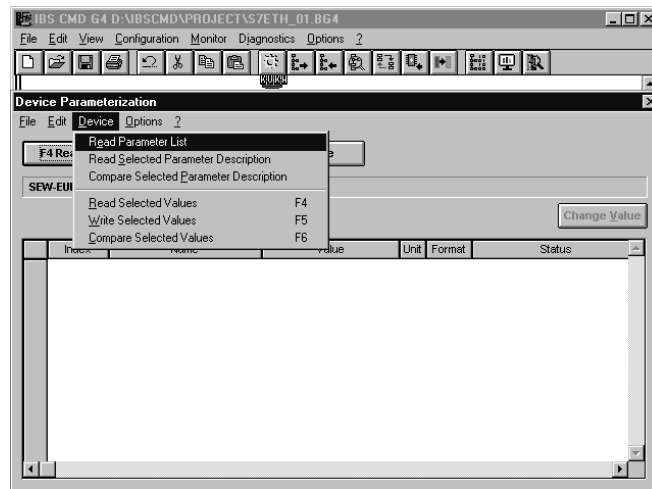 IBS CMD G4 D:\IBSCMD\PROJECT\S7ETH_01.BG4
File Edit View Configuration Monitor Diagnostics Options ?
Device Parameterization
File Edit Device Options ?
Read Parameter List
Read Selected Parameter Description
Compare Selected Parameter Description
Read Selected Values F4
Write Selected Values F5
Compare Selected Values F6
F4 Rea
SEW-EUI
Change Value
Index Name Value Unit Format Status